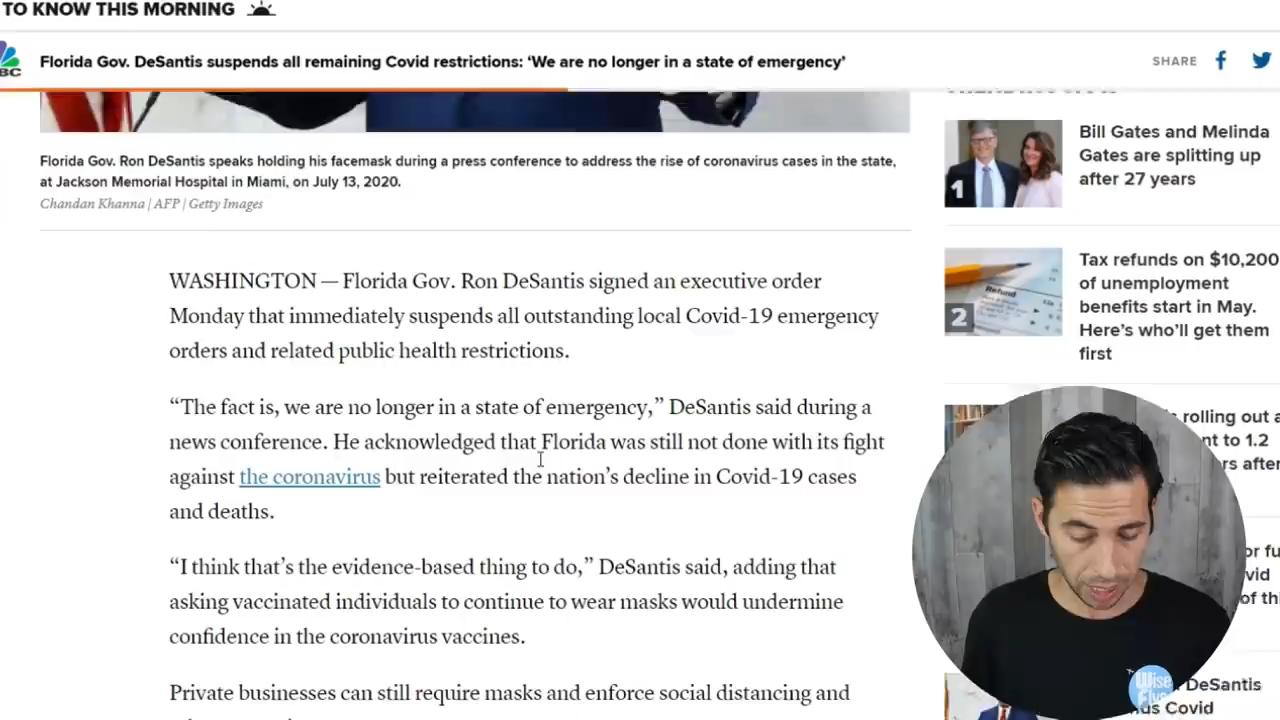 TO KNOW THIS MORNING
Florida Gov. DeSantis suspends all remaining Covid restrictions: ‘We are no longer in a state of emergency’
SHARE
Florida Gov. Ron DeSantis speaks holding his facemask during a press conference to address the rise of coronavirus cases in the state,
at Jackson Memorial Hospital in Miami, on July 13, 2020.
Chandan Khanna | AFP | Getty Images
WASHINGTON — Florida Gov. Ron DeSantis signed an executive order
Monday that immediately suspends all outstanding local Covid-19 emergency
orders and related public health restrictions.
“The fact is, we are no longer in a state of emergency,” DeSantis said during a
news conference. He acknowledged that Florida was still not done with its fight
against the coronavirus but reiterated the nation’s decline in Covid-19 cases
and deaths.
“I think that’s the evidence-based thing to do,” DeSantis said, adding that
asking vaccinated individuals to continue to wear masks would undermine
confidence in the coronavirus vaccines.
Private businesses can still require masks and enforce social distancing and
1
Bill Gates and Melinda
Gates are splitting up
after 27 years
2
Refund
Tax refunds on $10,200
of unemployment
benefits start in May.
Here’s who’ll get them
first
rolling out
to 1.2
after
of
DeSantis
Covid
Wise